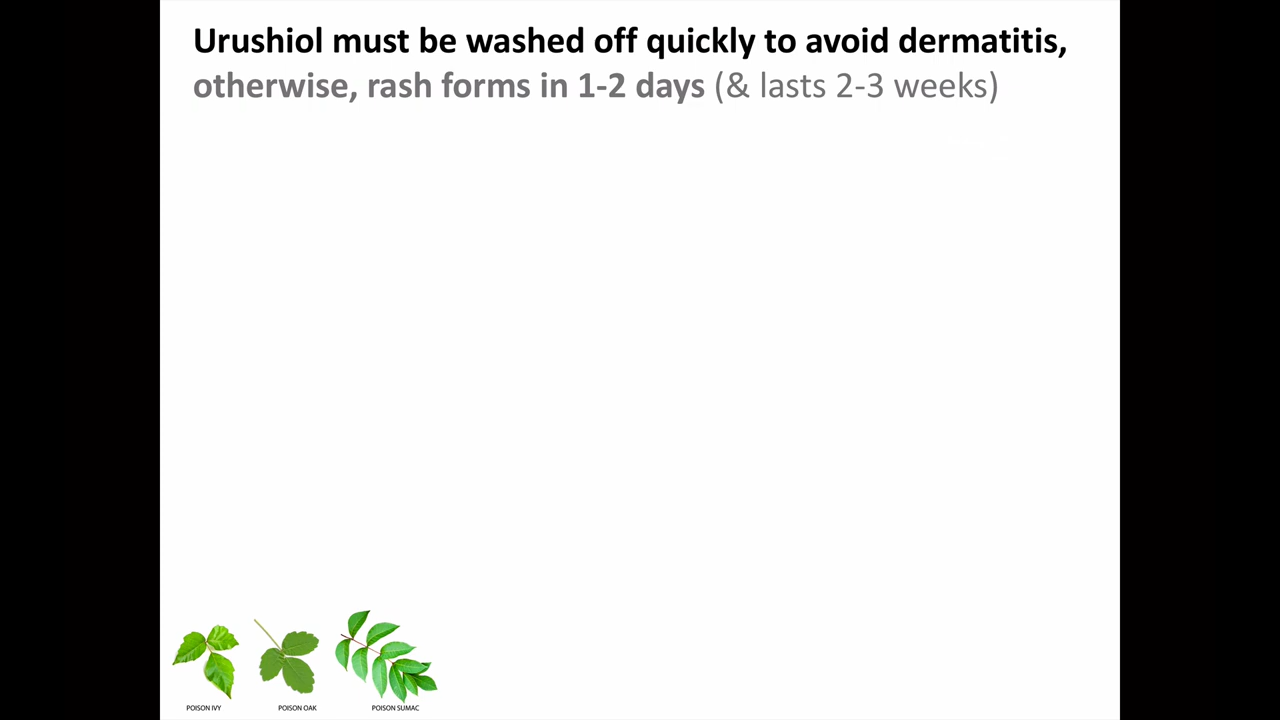 Urushiol must be washed off quickly to avoid dermatitis,
otherwise, rash forms in 1-2 days (& lasts 2-3 weeks)
POISON IVY
POISON OAK
POISON SUMAC